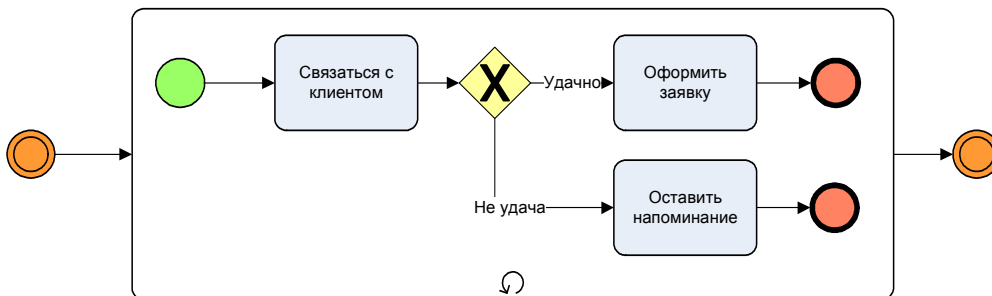 Связаться с
клиентом
Удачно
Оформить
заявку
Не удача
Оставить
напоминание